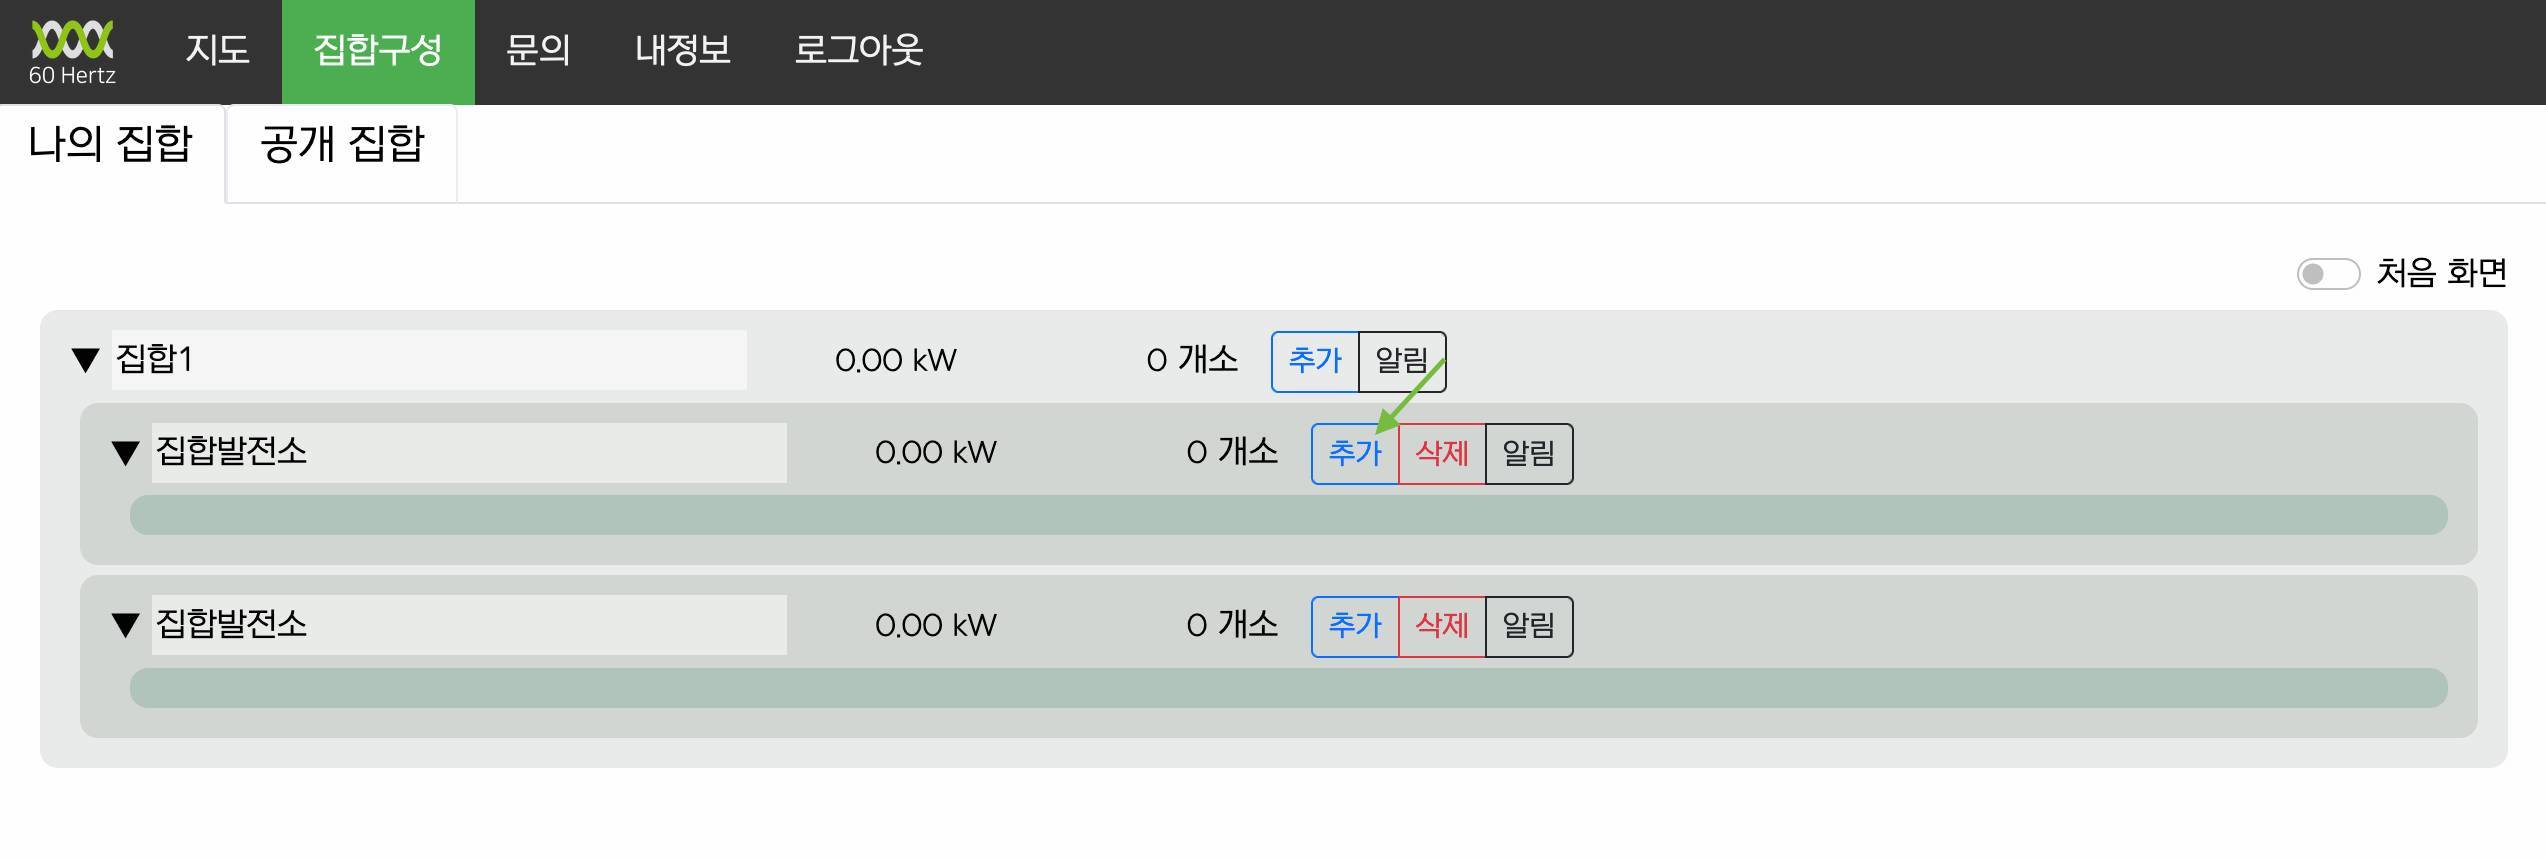 60 Hertz 지도 집합구성 문의 내정보 로그아웃
나의 집합 공개 집합
처음 화면
집합1 0.00 kW 0 개소 추가 알림
집합발전소 0.00 kW 0 개소 추가 삭제 알림
집합발전소 0.00 kW 0 개소 추가 삭제 알림